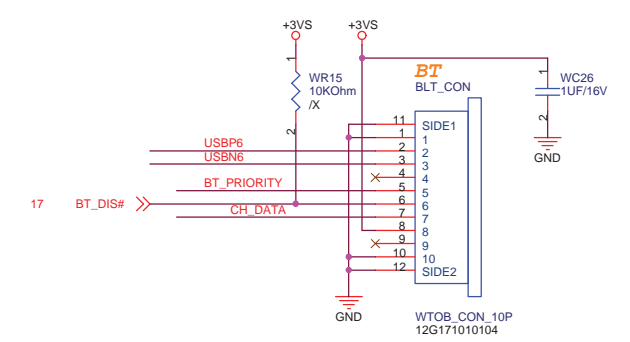 +3VS
+3VS
1
WR15
10KOhm
/X
2
BT
BLT_CON
1
WC26
1UF/16V
2
GND
11
SIDE1
1
1
USBP6
2
2
USBN6
3
3
4
4
BT_PRIORITY
5
5
17
BT_DIS#
6
6
CH_DATA
7
7
8
8
9
9
10
10
12
SIDE2
GND
WTOB_CON_10P
12G171010104